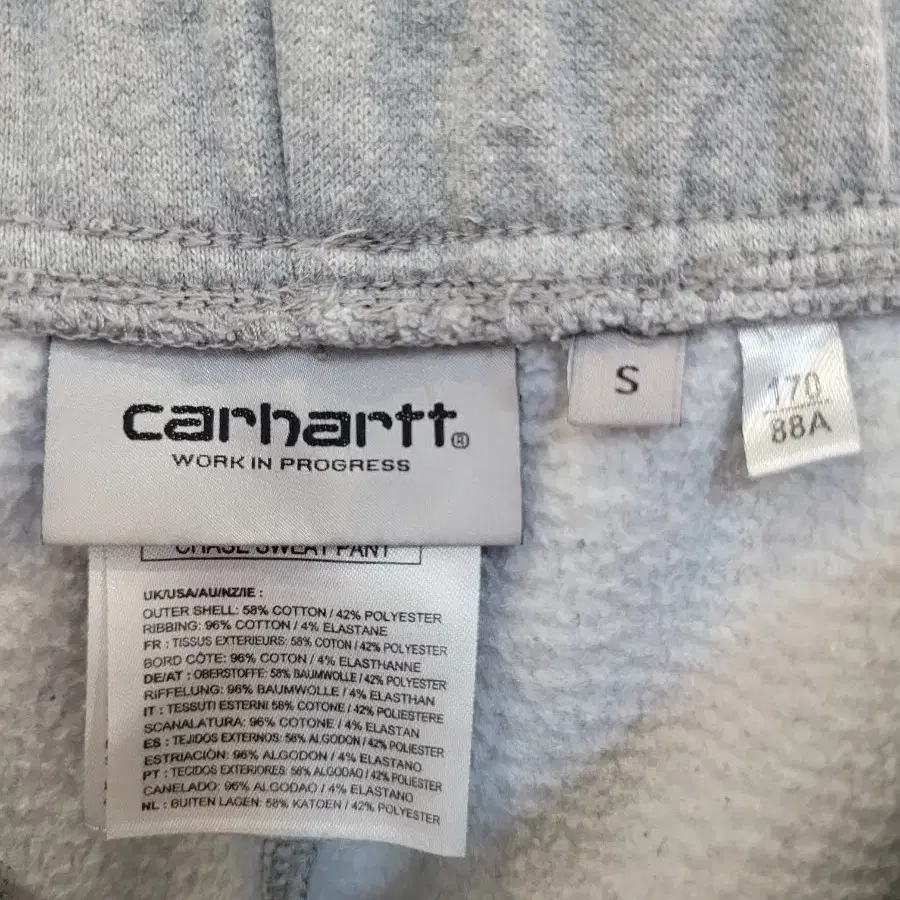 carhartt®
WORK IN PROGRESS
S
170
88A
CHASE SWEAT PANT
UK/USA/AU/NZ/IE :
OUTER SHELL: 58% COTTON / 42% POLYESTER
RIBBING: 96% COTTON / 4% ELASTANE
FR : TISSUS EXTERIEURS: 58% COTON / 42% POLYESTER
BORD CÔTE: 96% COTON / 4% ELASTHANNE
DE/AT : OBERSTOFFE: 58% BAUMWOLLE / 42% POLYESTER
RIFFELUNG: 96% BAUMWOLLE / 4% ELASTHAN
IT : TESSUTI ESTERNI 58% COTONE / 42% POLIESTERE
SCANALATURA: 96% COTONE / 4% ELASTAN
ES : TEJIDOS EXTERNOS: 58% ALGODON / 42% POLIESTER
ESTRIACIÓN: 96% ALGODON / 4% ELASTANO
PT : TECIDOS EXTERIORES: 58% ALGODAO / 42% POLIESTER
CANELADO: 96% ALGODAO / 4% ELASTANO
NL : BUITEN LAGEN: 58% KATOEN / 42% POLYESTER